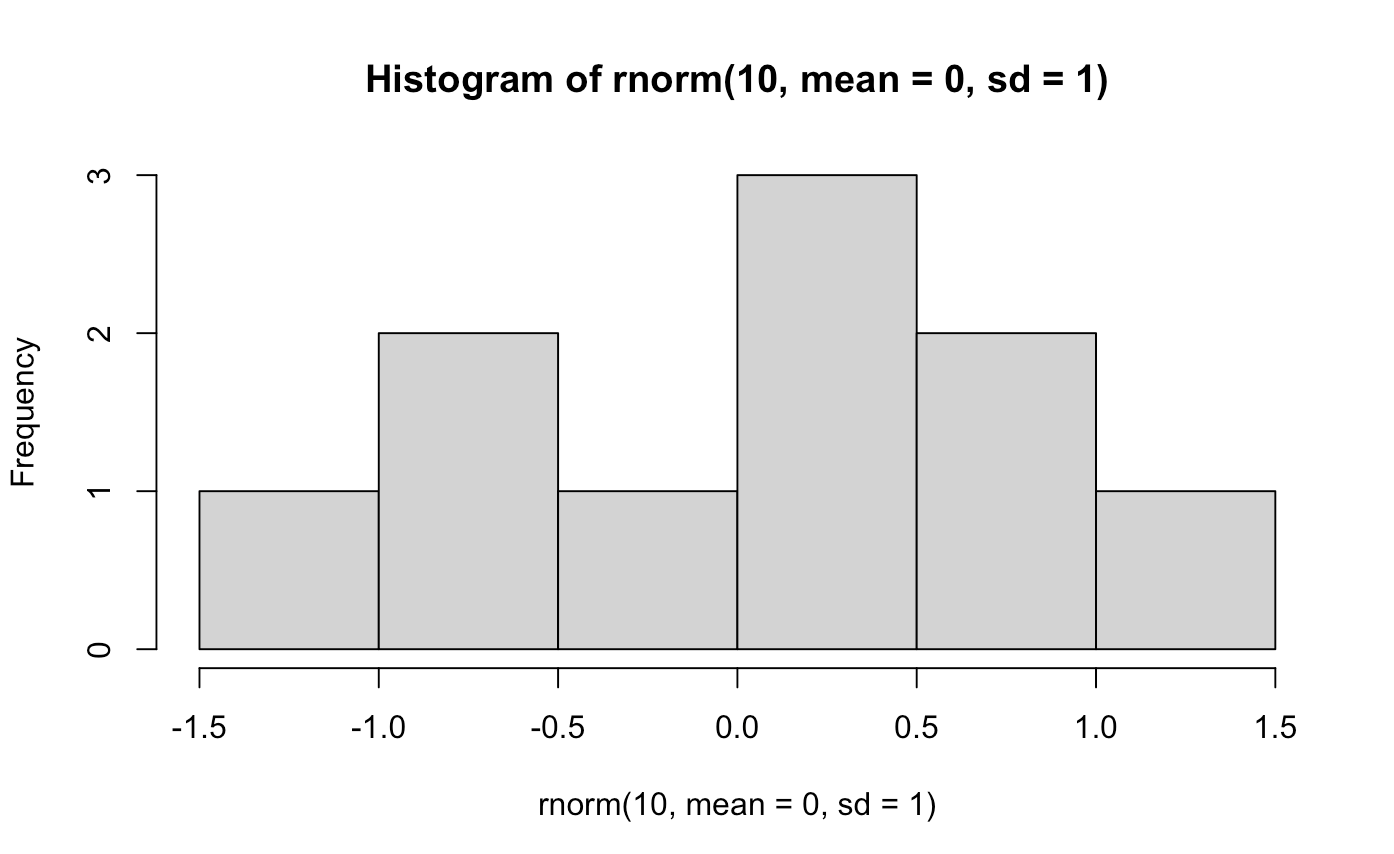 Histogram of rnorm(10, mean = 0, sd = 1)
Frequency
3
2
1
0
-1.5 -1.0 -0.5 0.0 0.5 1.0 1.5
rnorm(10, mean = 0, sd = 1)